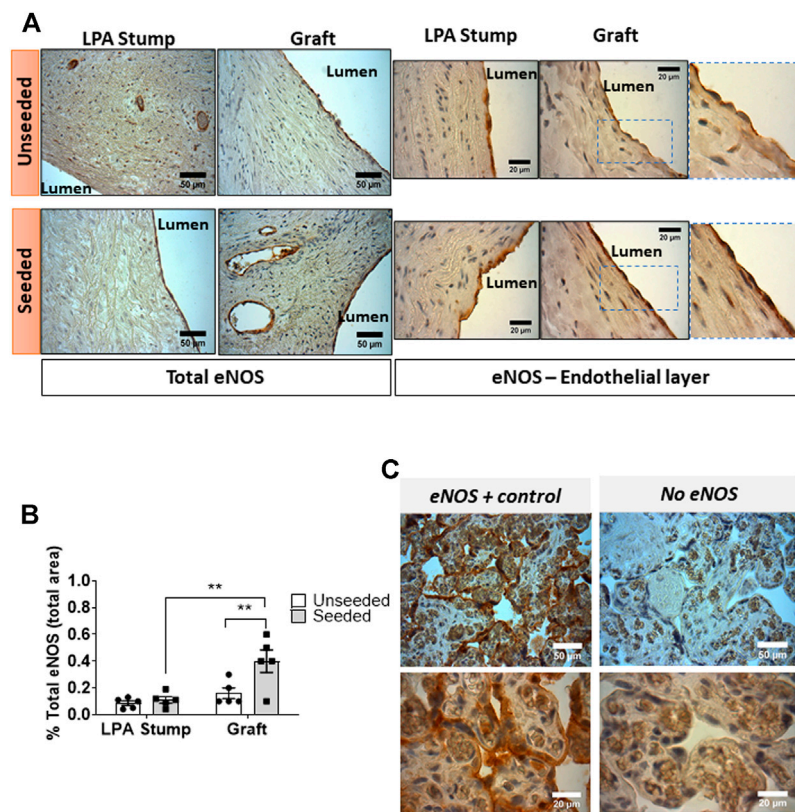 A
LPA Stump
Graft
LPA Stump
Graft
Unseeded
Lumen
50 µm
Lumen
50 µm
Lumen
20 µm
Lumen
20 µm
Seeded
Lumen
50 µm
Lumen
50 µm
Lumen
20 µm
Lumen
20 µm
Total eNOS
eNOS – Endothelial layer
B
% Total eNOS (total area)
1.0
0.8
0.6
0.4
0.2
0.0
**
**
Unseeded
Seeded
LPA Stump
Graft
C
eNOS + control
No eNOS
50 µm
50 µm
20 µm
20 µm